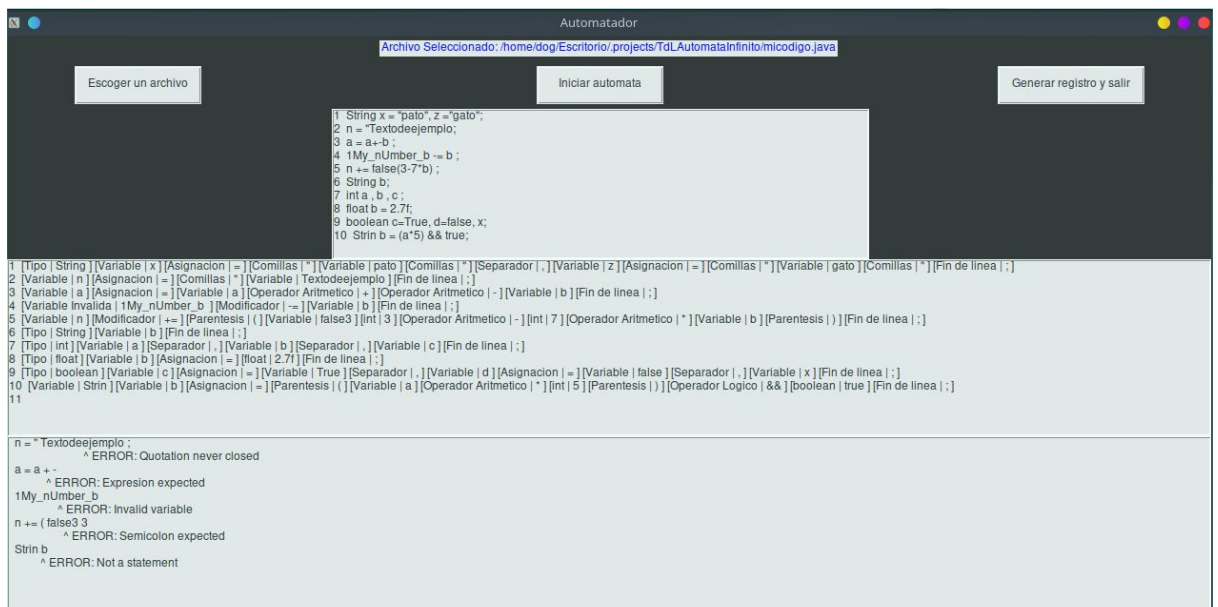 Automatador
Archivo Seleccionado: /home/dog/Escritorio/.projects/TdLAutomataInfinito/micodigo.java
Escoger un archivo
Iniciar automata
Generar registro y salir
1 String x = "pato", z ="gato";
2 n = "Textodeejemplo;
3 a = a+-b ;
4 1My_nUmber_b -= b ;
5 n += false(3-7*b) ;
6 String b;
7 int a , b , c ;
8 float b = 2.7f;
9 boolean c=True, d=false, x;
10 Strin b = (a*5) && true;
1 [Tipo | String ] [Variable | x ] [Asignacion | = ] [Comillas | " ] [Variable | pato ] [Comillas | " ] [Separador | , ] [Variable | z ] [Asignacion | = ] [Comillas | " ] [Variable | gato ] [Comillas | " ] [Fin de linea | ; ]
2 [Variable | n ] [Asignacion | = ] [Comillas | " ] [Variable | Textodeejemplo ] [Fin de linea | ; ]
3 [Variable | a ] [Asignacion | = ] [Variable | a ] [Operador Aritmetico | + ] [Operador Aritmetico | - ] [Variable | b ] [Fin de linea | ; ]
4 [Variable Invalida | 1My_nUmber_b ] [Modificador | -= ] [Variable | b ] [Fin de linea | ; ]
5 [Variable | n ] [Modificador | += ] [Parentesis | ( ] [Variable | false3 ] [int | 3 ] [Operador Aritmetico | - ] [int | 7 ] [Operador Aritmetico | * ] [Variable | b ] [Parentesis | ) ] [Fin de linea | ; ]
6 [Tipo | String ] [Variable | b ] [Fin de linea | ; ]
7 [Tipo | int ] [Variable | a ] [Separador | , ] [Variable | b ] [Separador | , ] [Variable | c ] [Fin de linea | ; ]
8 [Tipo | float ] [Variable | b ] [Asignacion | = ] [float | 2.7f ] [Fin de linea | ; ]
9 [Tipo | boolean ] [Variable | c ] [Asignacion | = ] [Variable | True ] [Separador | , ] [Variable | d ] [Asignacion | = ] [Variable | false ] [Separador | , ] [Variable | x ] [Fin de linea | ; ]
10 [Variable | Strin ] [Variable | b ] [Asignacion | = ] [Parentesis | ( ] [Variable | a ] [Operador Aritmetico | * ] [int | 5 ] [Parentesis | ) ] [Operador Logico | && ] [boolean | true ] [Fin de linea | ; ]
11
n = " Textodeejemplo ;
^ ERROR: Quotation never closed
a = a + -
^ ERROR: Expresion expected
1My_nUmber_b
^ ERROR: Invalid variable
n += ( false3 3
^ ERROR: Semicolon expected
Strin b
^ ERROR: Not a statement